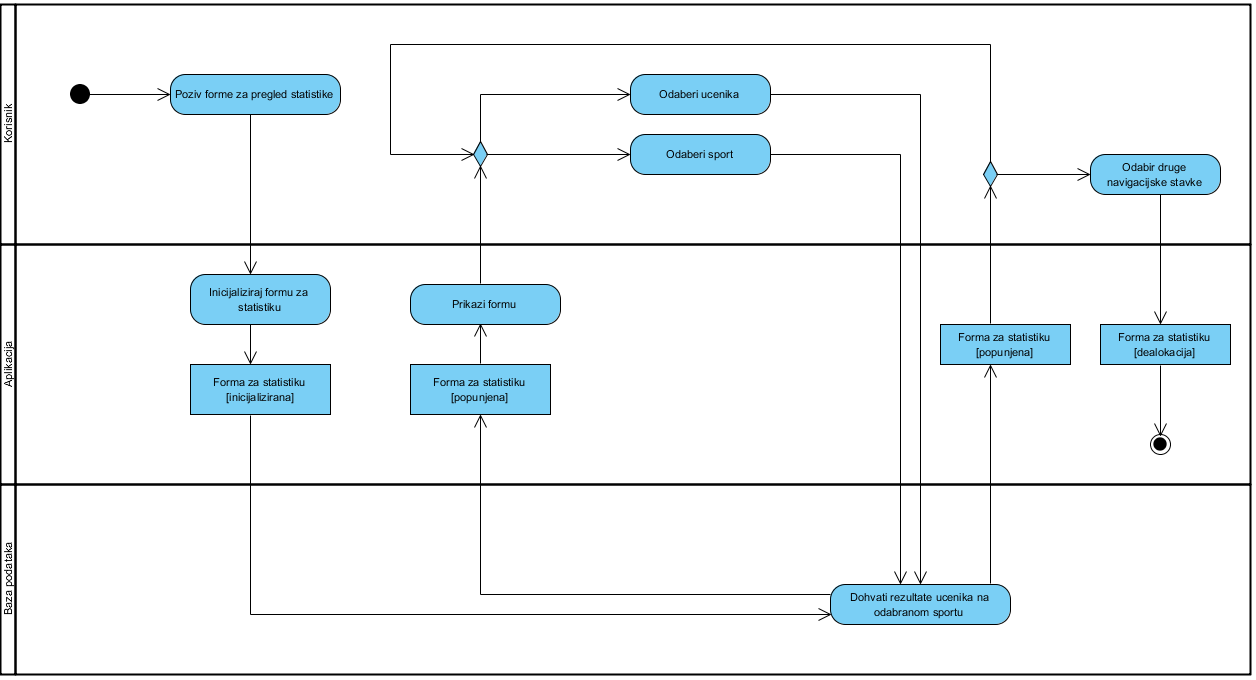 Korisnik
Poziv forme za pregled statistike
Odaberi ucenika
Odaberi sport
Odabir druge
navigacijske stavke
Aplikacija
Inicijaliziraj formu za
statistiku
Prikazi formu
Forma za statistiku
[popunjena]
Forma za statistiku
[dealokacija]
Forma za statistiku
[inicijalizirana]
Forma za statistiku
[popunjena]
Baza podataka
Dohvati rezultate ucenika na
odabranom sportu